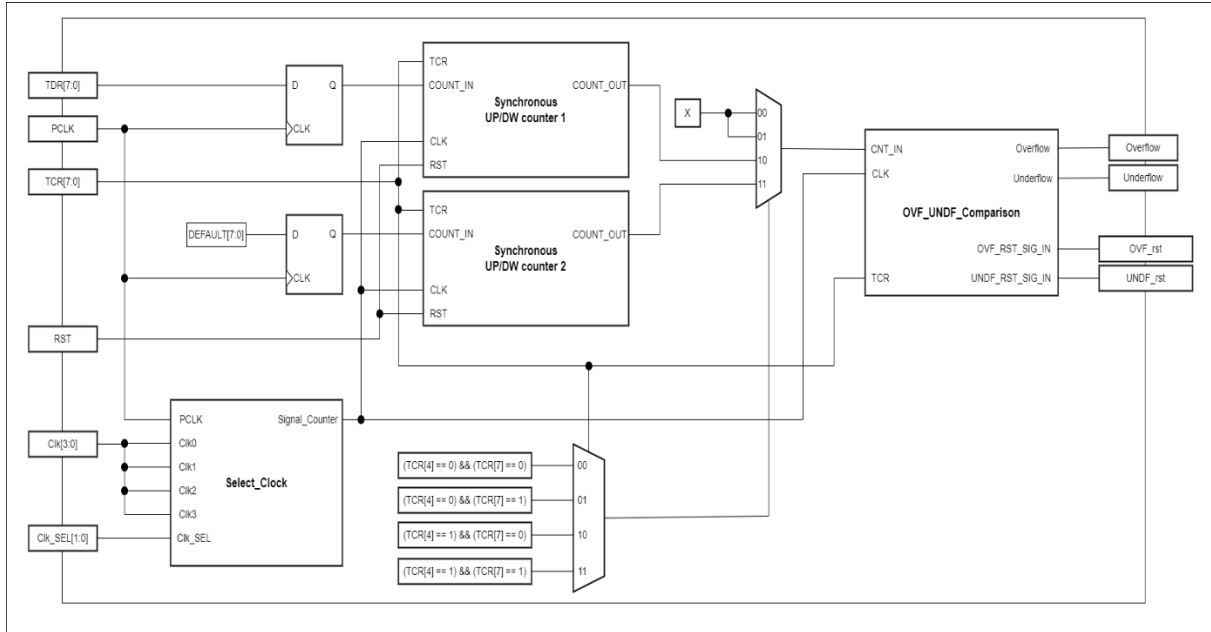 TDR[7:0]
PCLK
TCR[7:0]
RST
Clk[3:0]
Clk_SEL[1:0]
D
Q
CLK
DEFAULT[7:0]
D
Q
CLK
TCR
COUNT_IN
CLK
RST
Synchronous
UP/DW counter 1
COUNT_OUT
TCR
COUNT_IN
CLK
RST
Synchronous
UP/DW counter 2
COUNT_OUT
PCLK
Clk0
Clk1
Clk2
Clk3
Clk_SEL
Signal_Counter
Select_Clock
X
00
01
10
11
(TCR[4] == 0) && (TCR[7] == 0)
(TCR[4] == 0) && (TCR[7] == 1)
(TCR[4] == 1) && (TCR[7] == 0)
(TCR[4] == 1) && (TCR[7] == 1)
00
01
10
11
CNT_IN
CLK
TCR
OVF_UNDF_Comparison
Overflow
Underflow
OVF_RST_SIG_IN
UNDF_RST_SIG_IN
Overflow
Underflow
OVF_rst
UNDF_rst